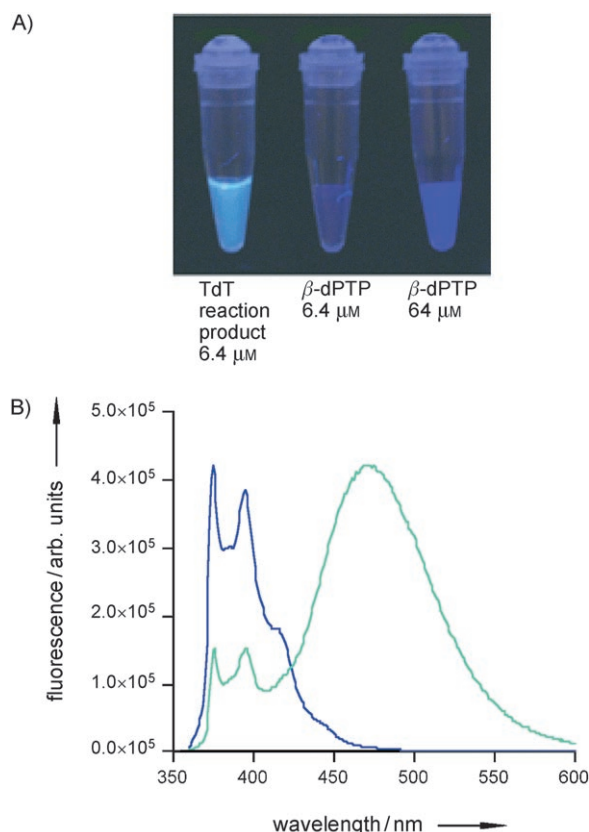 A)
TdT
reaction
product
6.4 μM
β-dPTP
6.4 μM
β-dPTP
64 μM
B)
fluorescence / arb. units
5.0×10⁵
4.0×10⁵
3.0×10⁵
2.0×10⁵
1.0×10⁵
0.0×10⁵
350 400 450 500 550 600
wavelength / nm